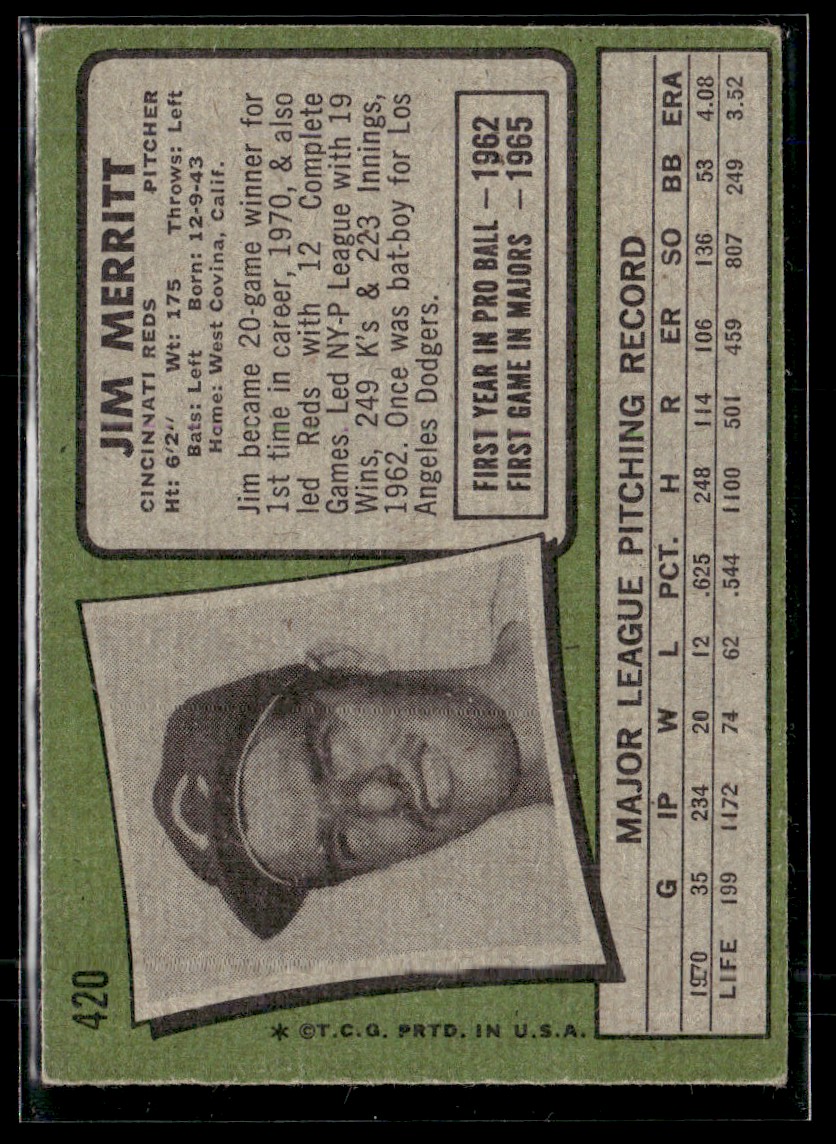 420
JIM MERRITT
CINCINNATI REDS PITCHER
Ht: 6'2" Wt: 175 Throws: Left
Bats: Left Born: 12-9-43
Home: West Covina, Calif.
Jim became 20-game winner for
1st time in career, 1970, & also
led Reds with 12 Complete
Games. Led NY-P League with 19
Wins, 249 K's & 223 Innings,
1962. Once was bat-boy for Los
Angeles Dodgers.
FIRST YEAR IN PRO BALL — 1962
FIRST GAME IN MAJORS — 1965
C
* ©T.C.G. PRTD. IN U.S.A.
MAJOR LEAGUE PITCHING RECORD
G IP W L PCT. H R ER SO BB ERA
1970 35 234 20 12 .625 248 114 106 136 53 4.08
LIFE 199 1172 74 62 .544 1100 501 459 807 249 3.52